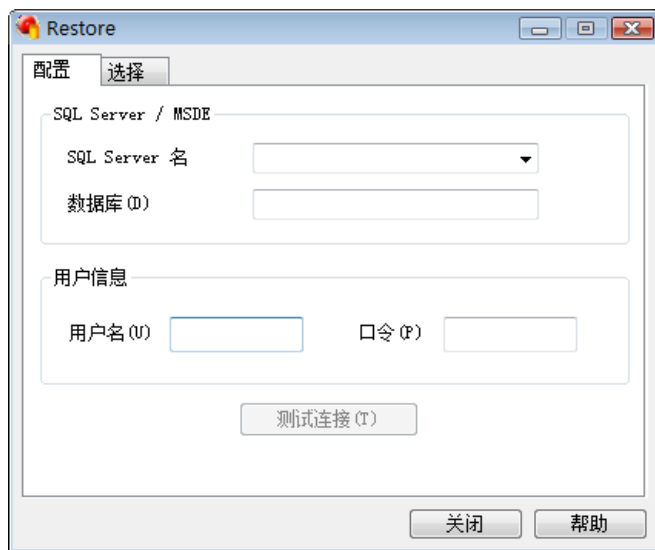 Restore
配置 选择
SQL Server / MSDE
SQL Server 名
数据库(D)
用户信息
用户名(U) 口令(P)
测试连接(T)
关闭 帮助